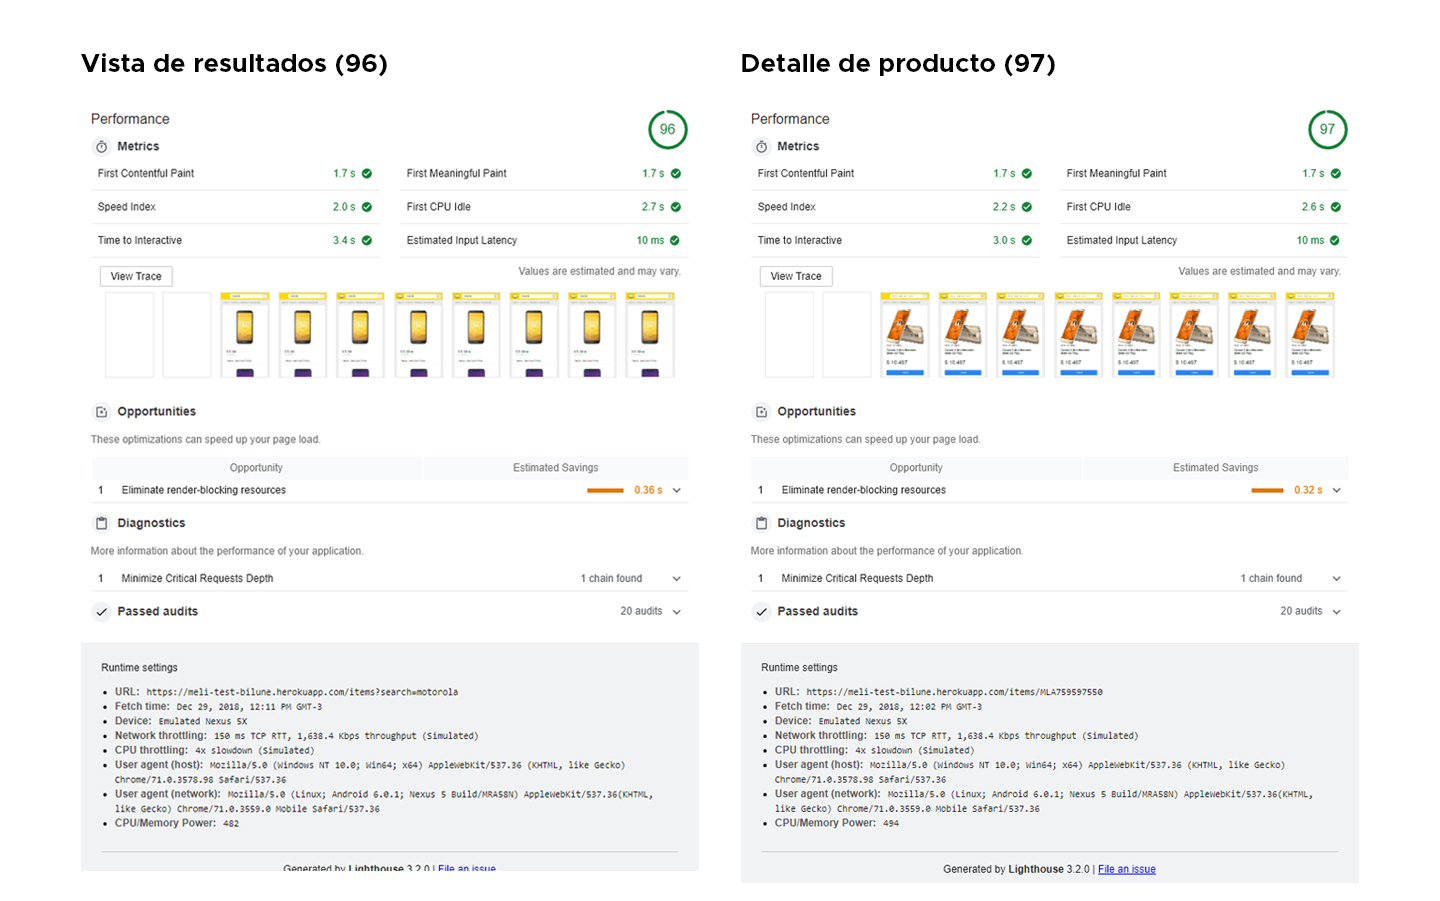 Vista de resultados (96)
Performance
96
Metrics
First Contentful Paint 1.7 s
First Meaningful Paint 1.7 s
Speed Index 2.0 s
First CPU Idle 2.7 s
Time to Interactive 3.4 s
Estimated Input Latency 10 ms
View Trace
Values are estimated and may vary.
Opportunities
These optimizations can speed up your page load.
Opportunity Estimated Savings
1 Eliminate render-blocking resources 0.36 s
Diagnostics
More information about the performance of your application.
1 Minimize Critical Requests Depth 1 chain found
Passed audits 20 audits
Runtime settings
• URL: https://meli-test-bilune.herokuapp.com/items?search=motorola
• Fetch time: Dec 29, 2018, 12:11 PM GMT-3
• Device: Emulated Nexus 5X
• Network throttling: 150 ms TCP RTT, 1,638.4 Kbps throughput (Simulated)
• CPU throttling: 4x slowdown (Simulated)
• User agent (host): Mozilla/5.0 (Windows NT 10.0; Win64; x64) AppleWebKit/537.36 (KHTML, like Gecko)
Chrome/71.0.3578.98 Safari/537.36
• User agent (network): Mozilla/5.0 (Linux; Android 6.0.1; Nexus 5 Build/MRA58N) AppleWebKit/537.36(KHTML,
like Gecko) Chrome/71.0.3559.0 Mobile Safari/537.36
• CPU/Memory Power: 482
Generated by Lighthouse 3.2.0 | File an issue
Detalle de producto (97)
Performance
97
Metrics
First Contentful Paint 1.7 s
First Meaningful Paint 1.7 s
Speed Index 2.2 s
First CPU Idle 2.6 s
Time to Interactive 3.0 s
Estimated Input Latency 10 ms
View Trace
Values are estimated and may vary.
Opportunities
These optimizations can speed up your page load.
Opportunity Estimated Savings
1 Eliminate render-blocking resources 0.32 s
Diagnostics
More information about the performance of your application.
1 Minimize Critical Requests Depth 1 chain found
Passed audits 20 audits
Runtime settings
• URL: https://meli-test-bilune.herokuapp.com/items/MLA759597550
• Fetch time: Dec 29, 2018, 12:02 PM GMT-3
• Device: Emulated Nexus 5X
• Network throttling: 150 ms TCP RTT, 1,638.4 Kbps throughput (Simulated)
• CPU throttling: 4x slowdown (Simulated)
• User agent (host): Mozilla/5.0 (Windows NT 10.0; Win64; x64) AppleWebKit/537.36 (KHTML, like Gecko)
Chrome/71.0.3578.98 Safari/537.36
• User agent (network): Mozilla/5.0 (Linux; Android 6.0.1; Nexus 5 Build/MRA58N) AppleWebKit/537.36(KHTML,
like Gecko) Chrome/71.0.3559.0 Mobile Safari/537.36
• CPU/Memory Power: 494
Generated by Lighthouse 3.2.0 | File an issue